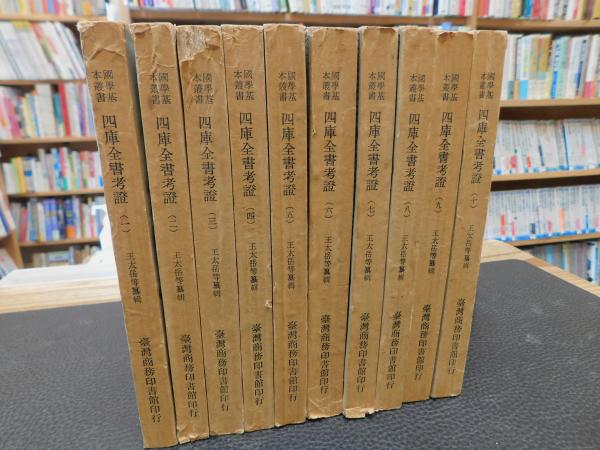 國學基本叢書
四庫全書考證
（一）
王太岳等纂輯
臺灣商務印書館印行
國學基本叢書
四庫全書考證
（二）
王太岳等纂輯
臺灣商務印書館印行
國學基本叢書
四庫全書考證
（三）
王太岳等纂輯
臺灣商務印書館印行
國學基本叢書
四庫全書考證
（四）
王太岳等纂輯
臺灣商務印書館印行
國學基本叢書
四庫全書考證
（五）
王太岳等纂輯
臺灣商務印書館印行
國學基本叢書
四庫全書考證
（六）
王太岳等纂輯
臺灣商務印書館印行
國學基本叢書
四庫全書考證
（七）
王太岳等纂輯
臺灣商務印書館印行
國學基本叢書
四庫全書考證
（八）
王太岳等纂輯
臺灣商務印書館印行
國學基本叢書
四庫全書考證
（九）
王太岳等纂輯
臺灣商務印書館印行
國學基本叢書
四庫全書考證
（十）
王太岳等纂輯
臺灣商務印書館印行